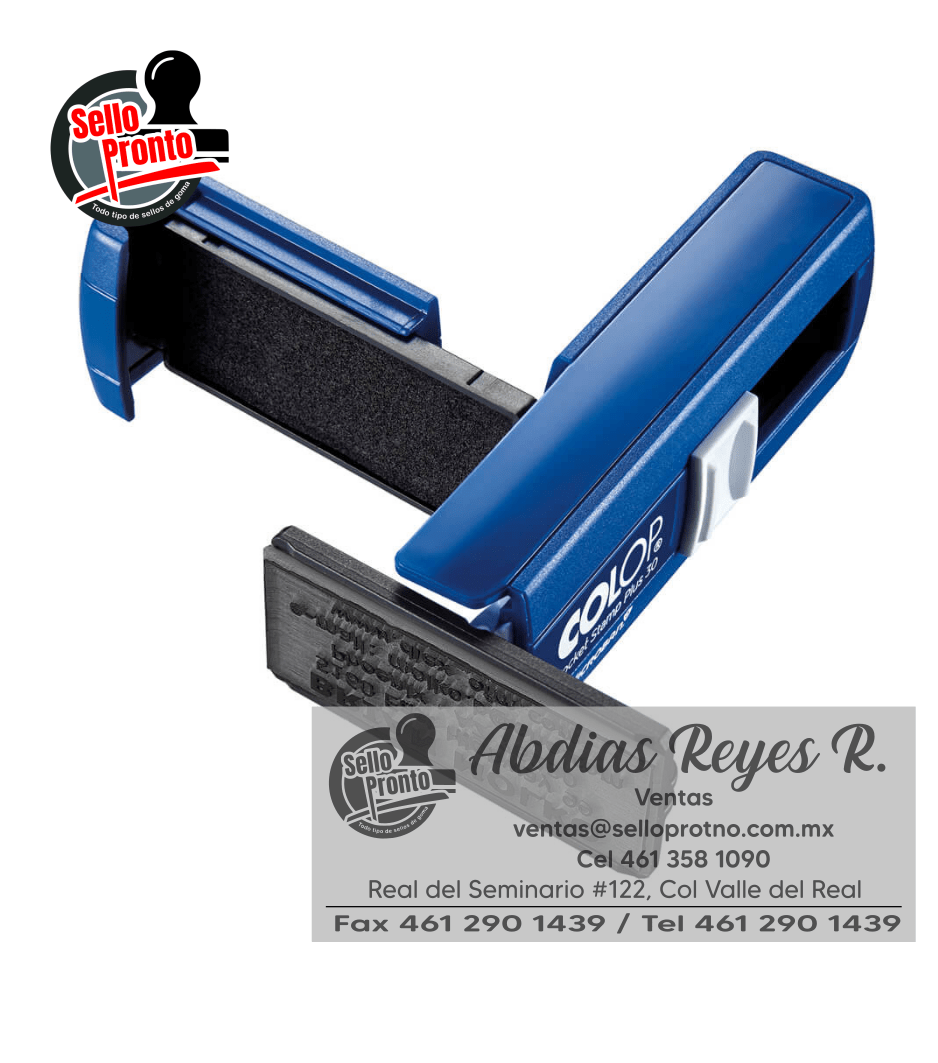 Sello
Pronto
Todo tipo de sellos de goma
COLOP®
Pocket Stamp Plus 30
MICROBAN
Sello
Pronto
Todo tipo de sellos de goma
Abdias Reyes R.
Ventas
ventas@selloprotno.com.mx
Cel 461 358 1090
Real del Seminario #122, Col Valle del Real
Fax 461 290 1439 / Tel 461 290 1439